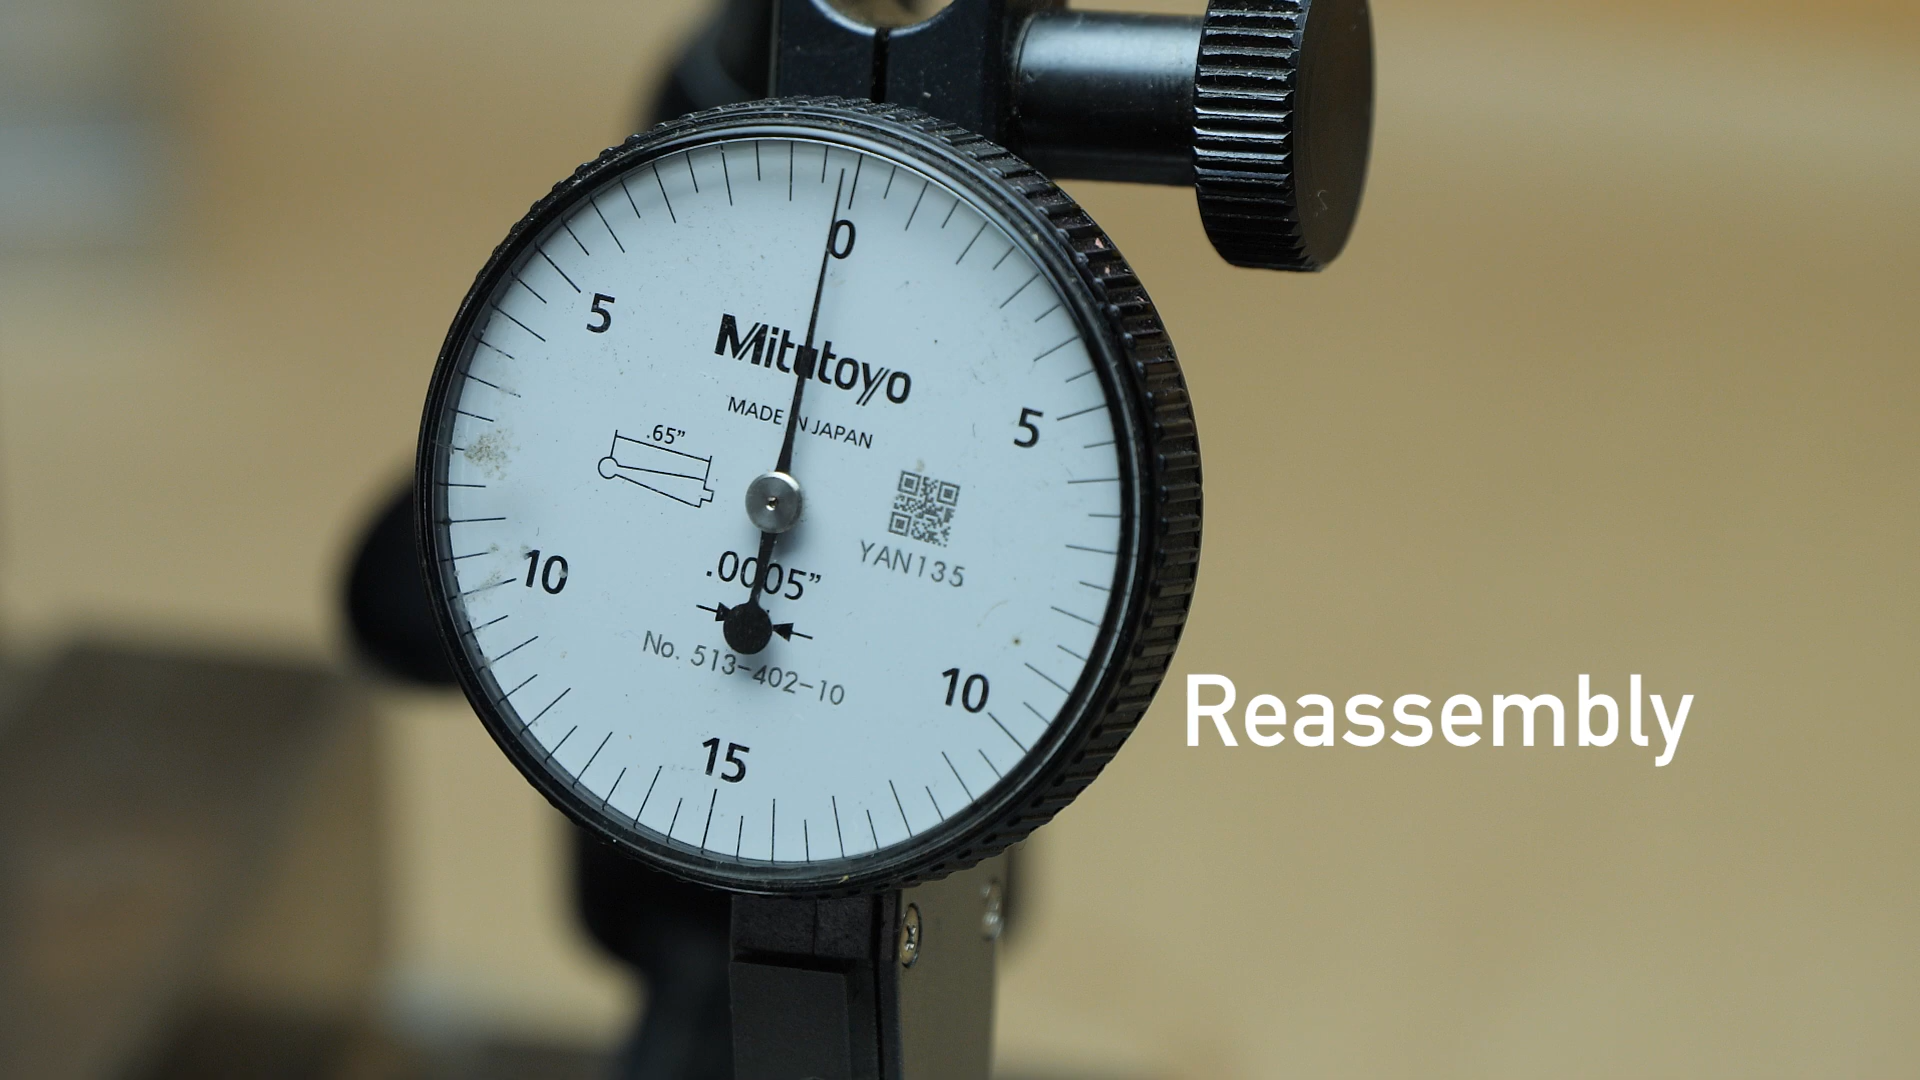 0
5
5
Mitutoyo
MADE IN JAPAN
.65”
YAN135
10
.0005”
No. 513-402-10
10
15
Reassembly